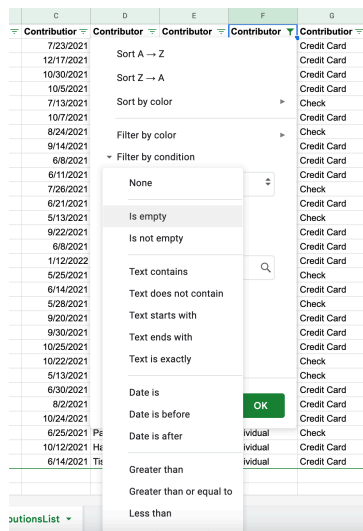 C D E F G
Contributior Contributor Contributor Contributor Contribution
7/23/2021 Credit Card
12/17/2021 Credit Card
10/30/2021 Credit Card
10/5/2021 Credit Card
7/13/2021 Check
10/7/2021 Credit Card
8/24/2021 Check
9/14/2021 Credit Card
6/8/2021 Credit Card
6/11/2021 Credit Card
7/26/2021 Check
6/21/2021 Credit Card
5/13/2021 Check
9/22/2021 Credit Card
6/8/2021 Credit Card
1/12/2022 Credit Card
5/25/2021 Check
6/14/2021 Credit Card
5/28/2021 Check
9/20/2021 Credit Card
9/30/2021 Credit Card
10/25/2021 Credit Card
10/22/2021 Check
5/13/2021 Check
6/30/2021 Credit Card
8/2/2021 Credit Card
10/24/2021 Credit Card
6/25/2021 Pa ividual Check
10/12/2021 Ha ividual Credit Card
6/14/2021 Tis ividual Credit Card
Sort A → Z
Sort Z → A
Sort by color
Filter by color
Filter by condition
None
Is empty
Is not empty
Text contains
Text does not contain
Text starts with
Text ends with
Text is exactly
Date is
Date is before
Date is after
Greater than
Greater than or equal to
Less than
OK
butionsList